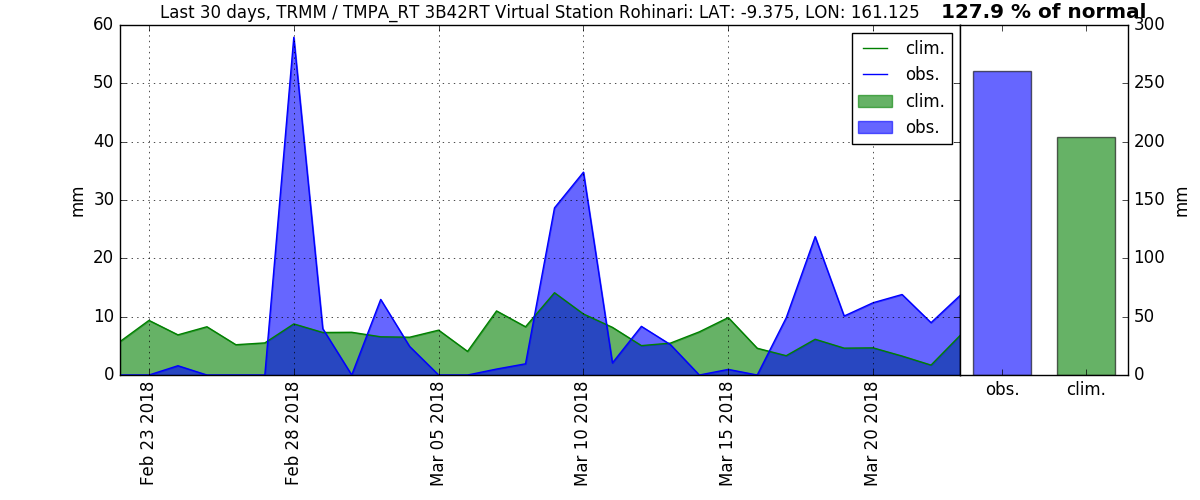 Last 30 days, TRMM / TMPA_RT 3B42RT Virtual Station Rohinari: LAT: -9.375, LON: 161.125
127.9 % of normal
60
50
40
30
20
10
0
mm
clim.
obs.
clim.
obs.
300
250
200
150
100
50
0
mm
Feb 23 2018
Feb 28 2018
Mar 05 2018
Mar 10 2018
Mar 15 2018
Mar 20 2018
obs.
clim.